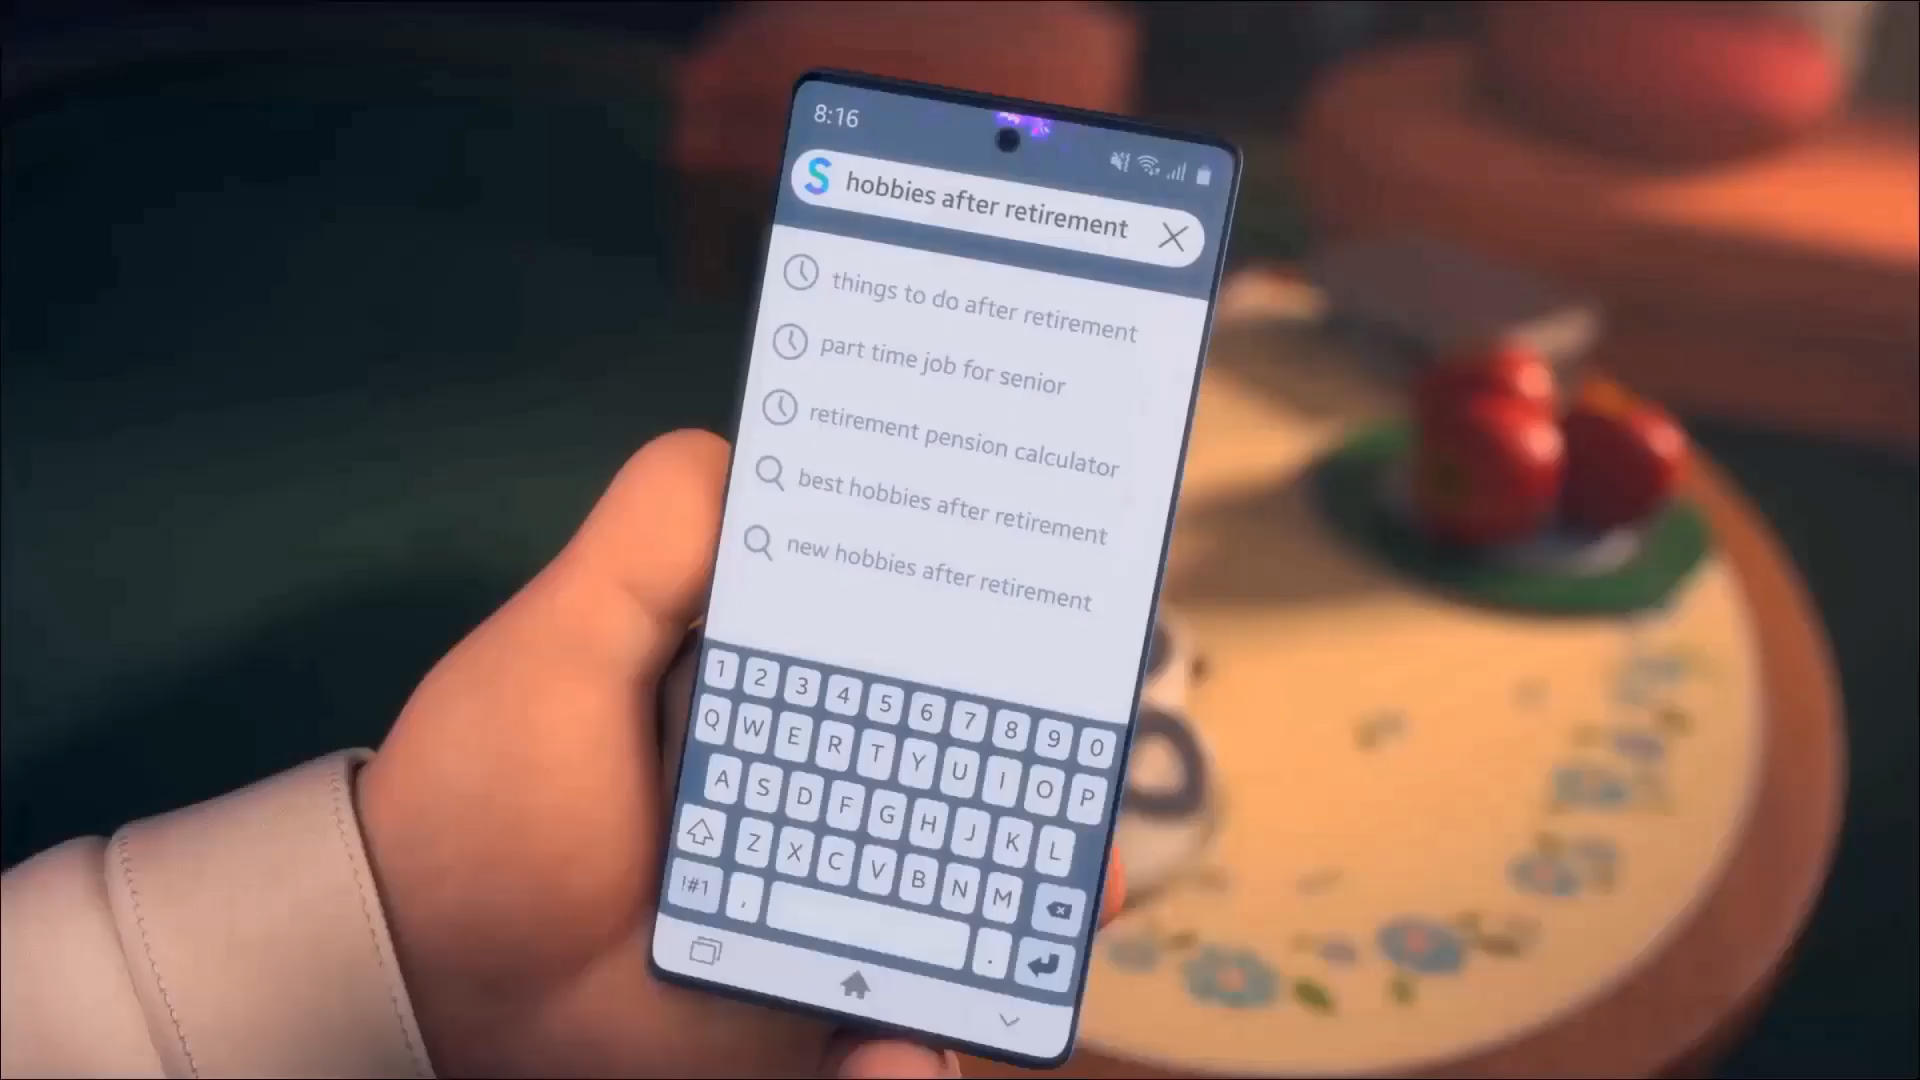 8:16
S hobbies after retirement
things to do after retirement
part time job for senior
retirement pension calculator
best hobbies after retirement
new hobbies after retirement
1 2 3 4 5 6 7 8 9 0
Q W E R T Y U I O P
A S D F G H J K L
Z X C V B N M
!#1 , .